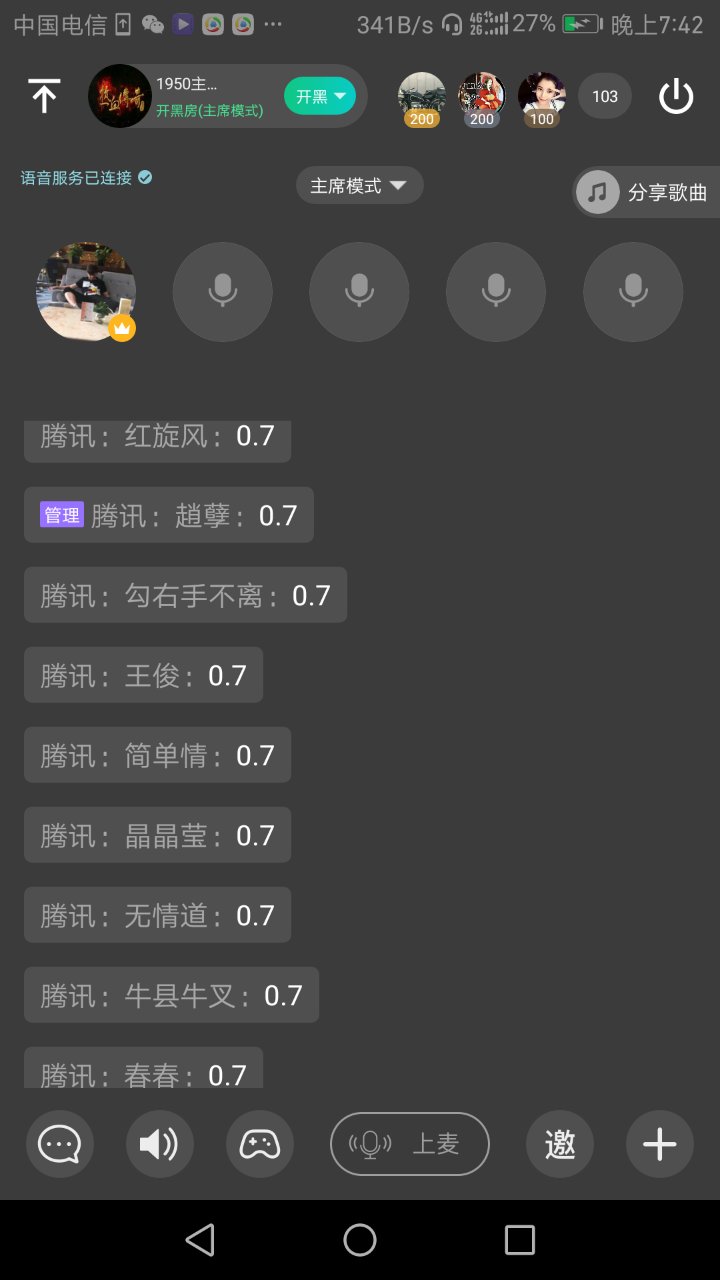 中国电信 341B/s 4G 2G 27% 晚上7:42
1950主...
开黑房(主席模式)
开黑
200
200
100
103
语音服务已连接
主席模式
分享歌曲
腾讯：红旋风：0.7
管理 腾讯：趙孽：0.7
腾讯：勾右手不离：0.7
腾讯：王俊：0.7
腾讯：简单情：0.7
腾讯：晶晶莹：0.7
腾讯：无情道：0.7
腾讯：牛县牛叉：0.7
腾讯：春春：0.7
上麦
邀